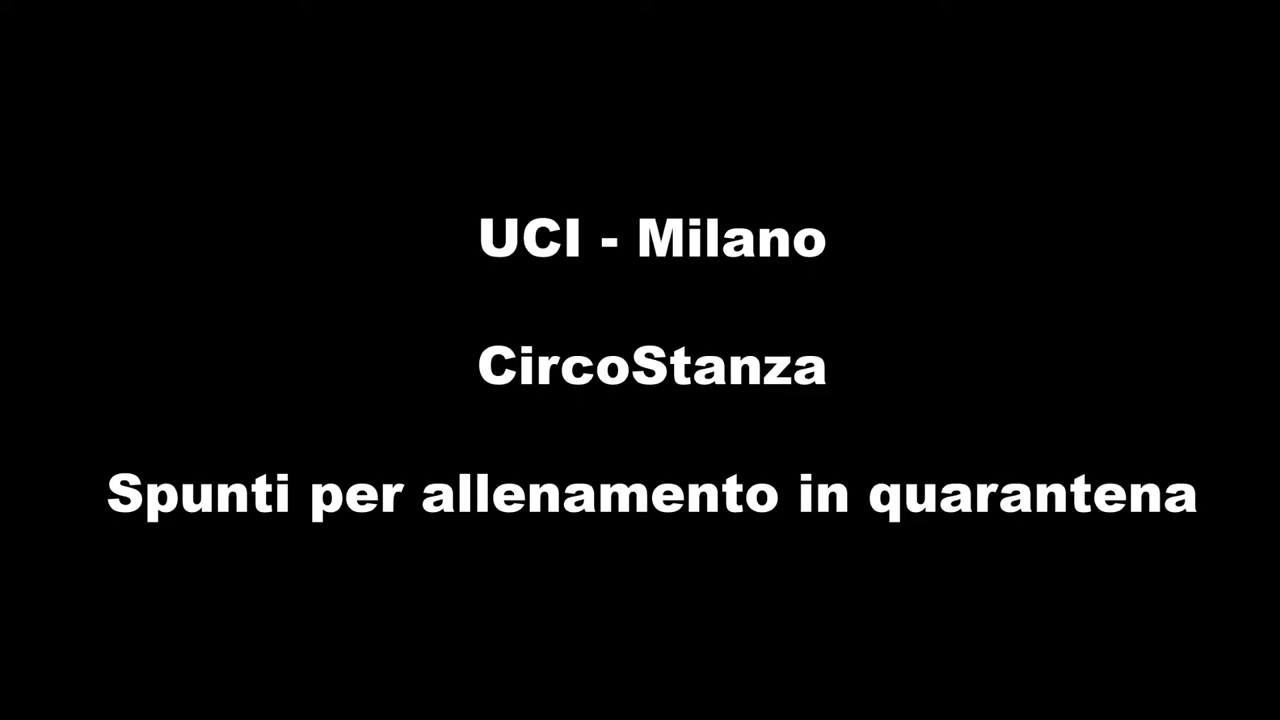 UCI - Milano
CircoStanza
Spunti per allenamento in quarantena